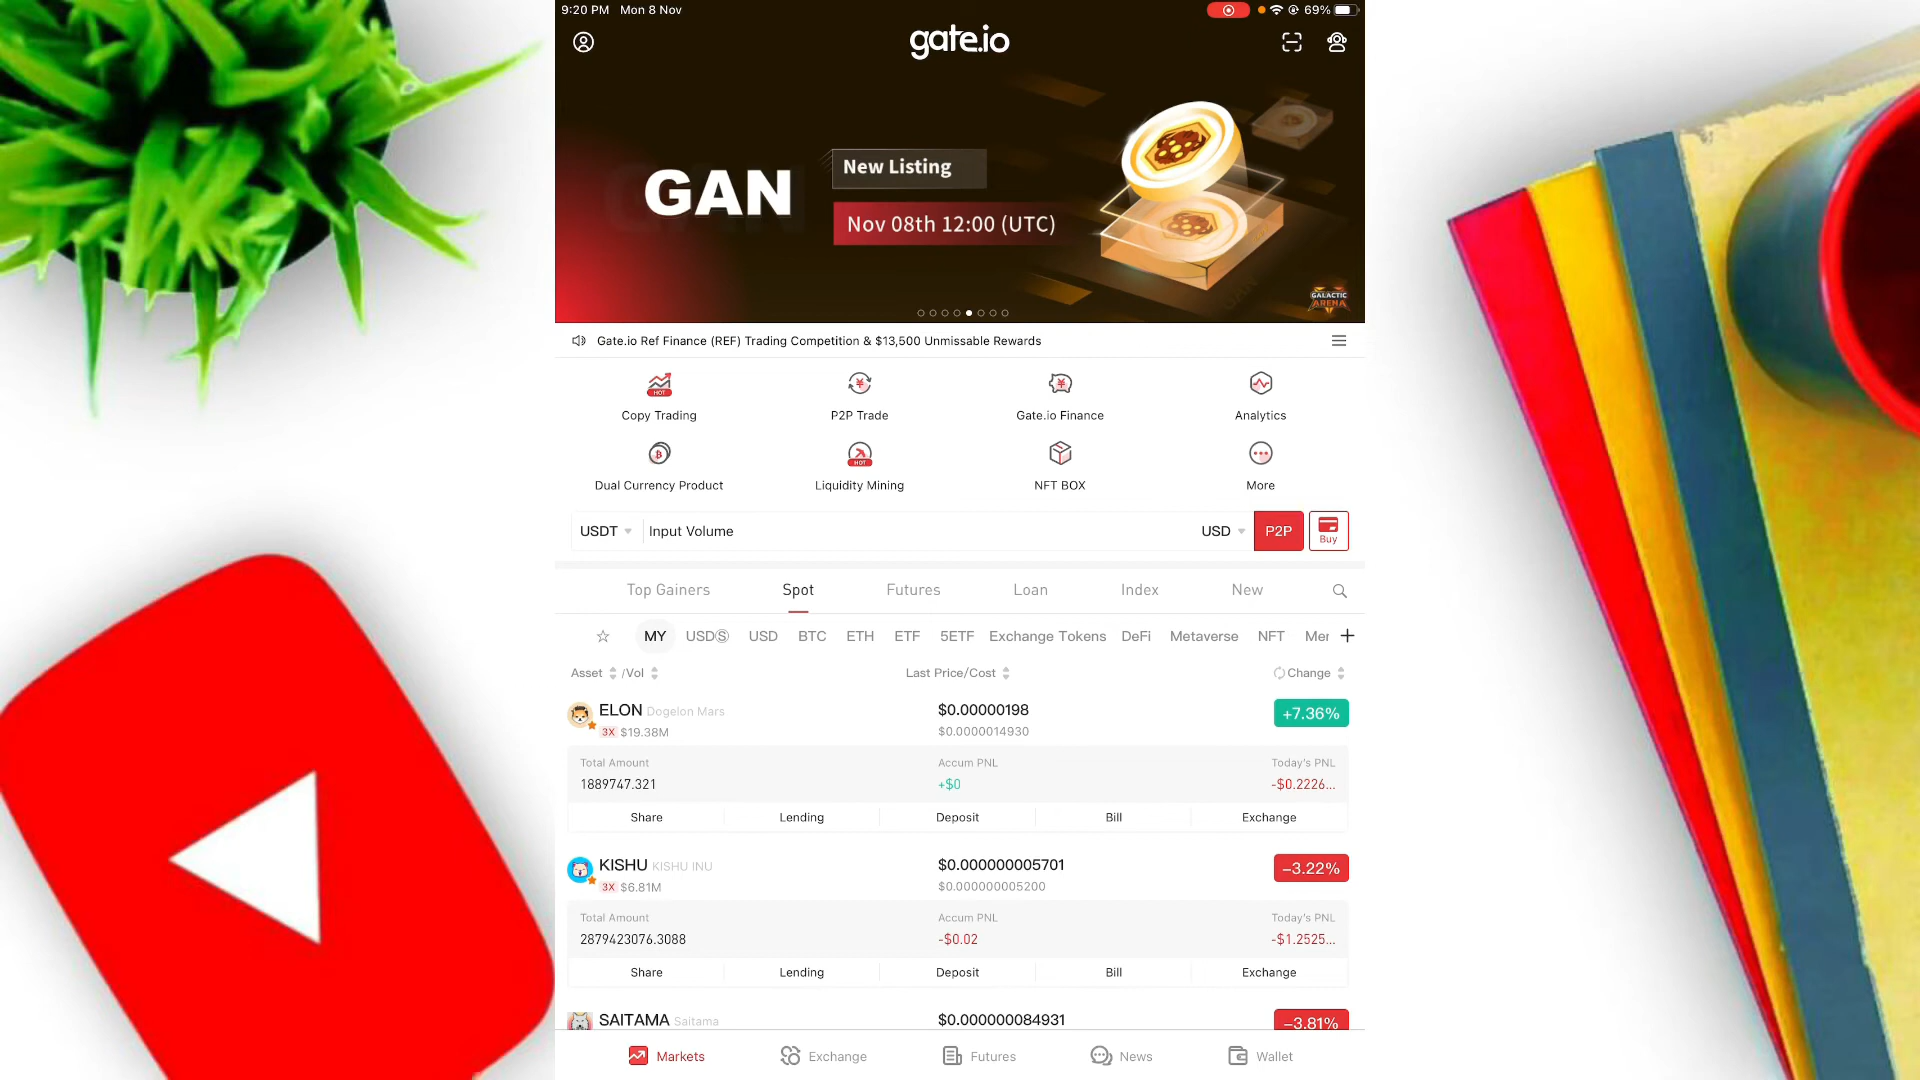 9:20 PM Mon 8 Nov 69%
gate.io
GAN
New Listing
Nov 08th 12:00 (UTC)
GALACTIC
ARENA
Gate.io Ref Finance (REF) Trading Competition & $13,500 Unmissable Rewards
HOT
Copy Trading P2P Trade Gate.io Finance Analytics
HOT
Dual Currency Product Liquidity Mining NFT BOX More
USDT Input Volume USD P2P Buy
Top Gainers Spot Futures Loan Index New
MY USDⓈ USD BTC ETH ETF 5ETF Exchange Tokens DeFi Metaverse NFT Mer +
Asset /Vol Last Price/Cost Change
ELON Dogelon Mars $0.00000198 +7.36%
3X $19.38M $0.0000014930
Total Amount Accum PNL Today's PNL
1889747.321 +$0 -$0.2226...
Share Lending Deposit Bill Exchange
KISHU KISHU INU $0.000000005701 -3.22%
3X $6.81M $0.000000005200
Total Amount Accum PNL Today's PNL
2879423076.3088 -$0.02 -$1.2525...
Share Lending Deposit Bill Exchange
SAITAMA Saitama $0.000000084931 -3.81%
Markets Exchange Futures News Wallet